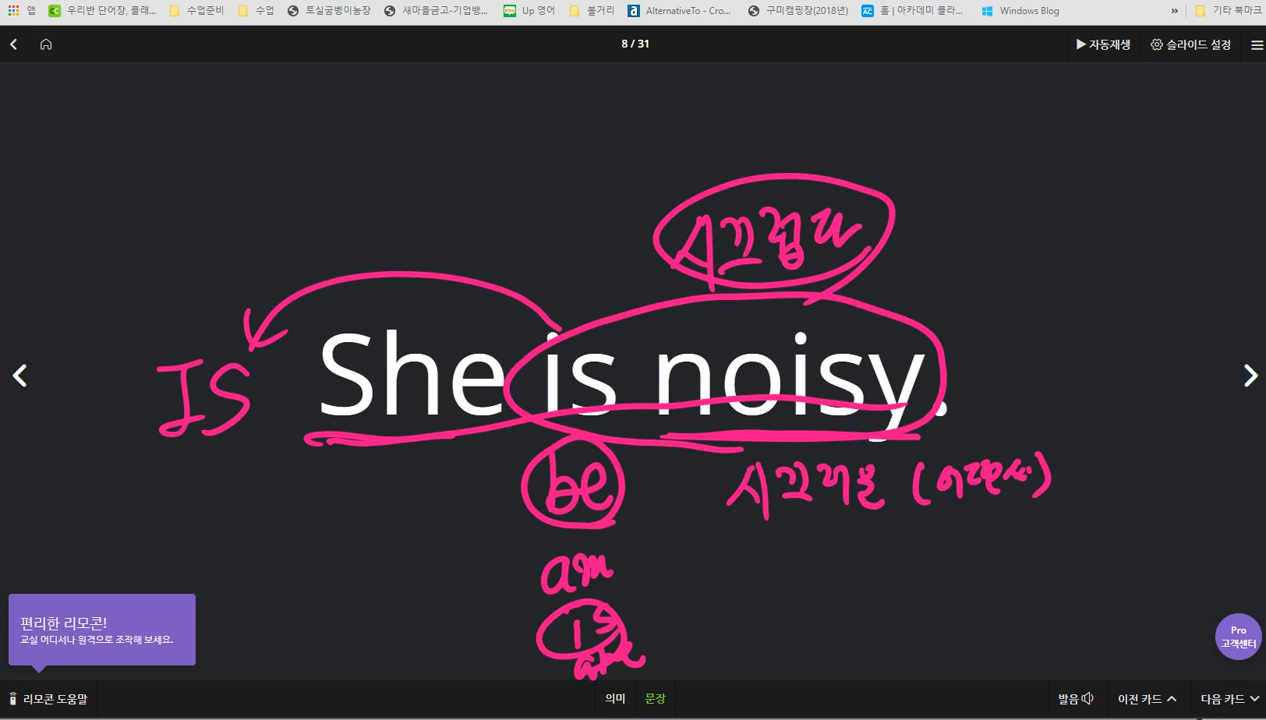 앱 우리반 단어장, 클래... 수업준비 수업 토실굼벵이농장 새마을금고-기업뱅... Up 영어 볼거리 AlternativeTo - Cro... 구미캠핑장(2018년) 홈 | 아카데미 클라... Windows Blog » 기타 북마크
8 / 31 자동재생 슬라이드 설정
시끄럽다
She is noisy.
IS
be
시끄러운 (어떤씨)
am
is
are
편리한 리모콘!
교실 어디서나 원격으로 조작해 보세요.
Pro
고객센터
리모콘 도움말 의미 문장 발음 이전 카드 다음 카드